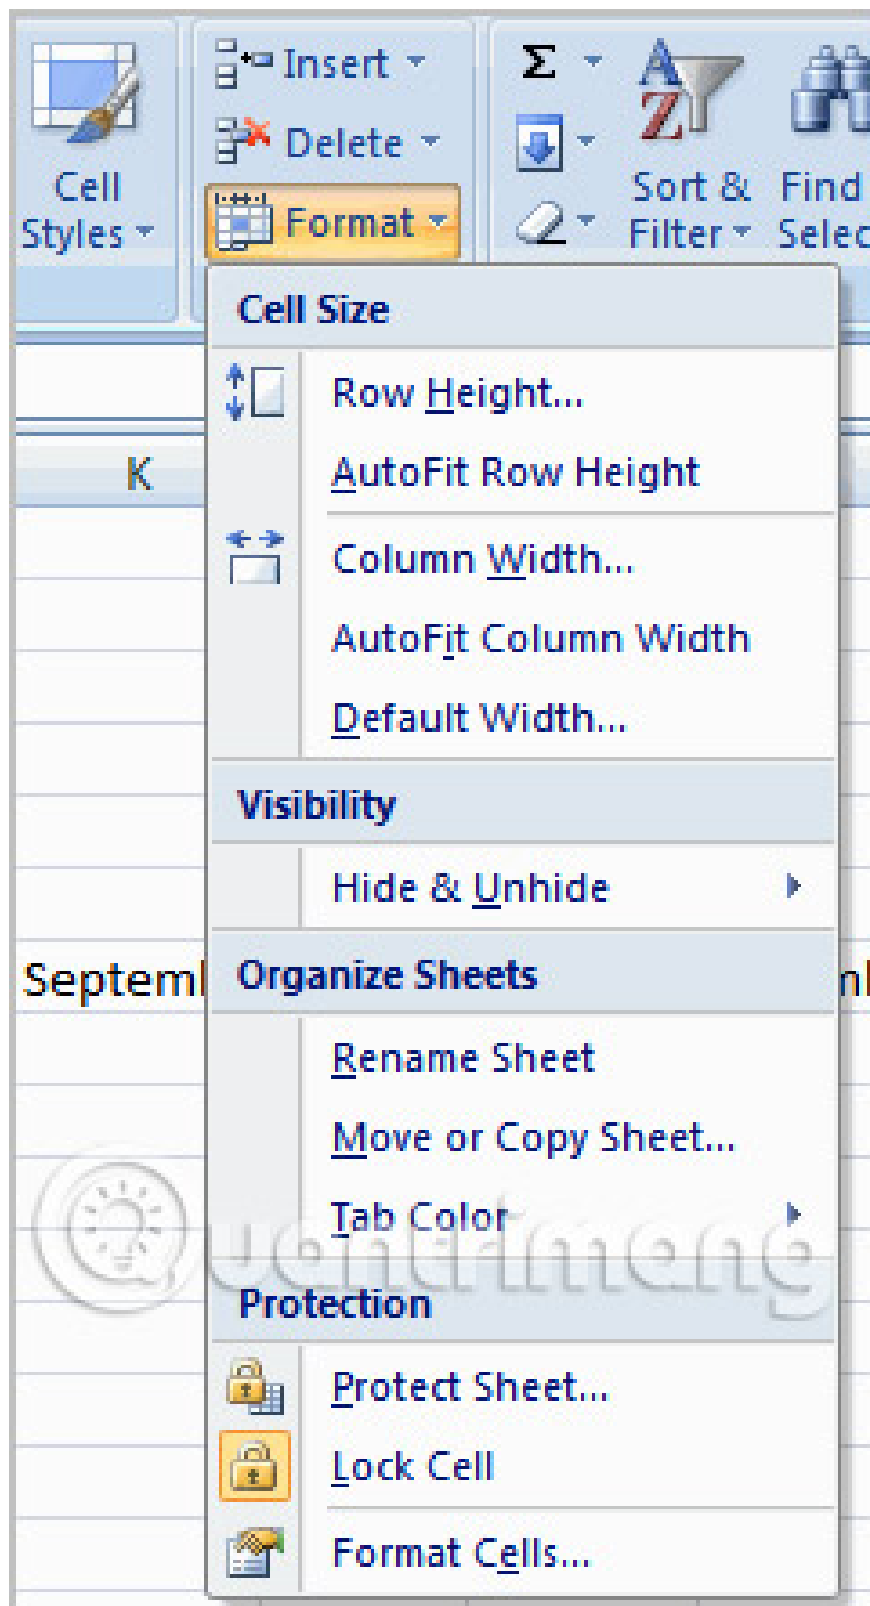 Cell
Styles
Insert
Delete
Format
Σ
A
Z
Sort &
Filter
Find
Selec
Cell Size
Row Height...
AutoFit Row Height
K
Column Width...
AutoFit Column Width
Default Width...
Visibility
Hide & Unhide
Septem
Organize Sheets
Rename Sheet
Move or Copy Sheet...
Tab Color
Quantrimang
Protection
Protect Sheet...
Lock Cell
Format Cells...